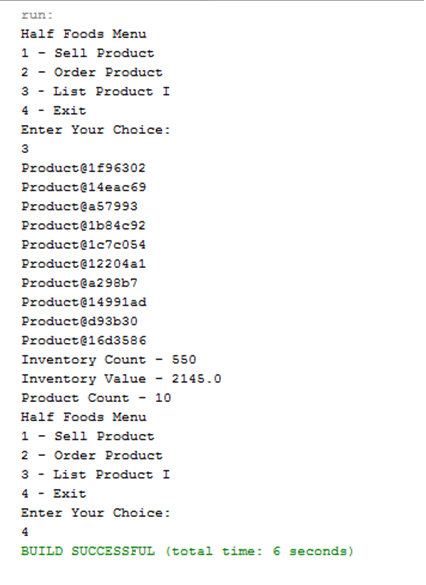 run:
Half Foods Menu
1 - Sell Product
2 - Order Product
3 - List Product I
4 - Exit
Enter Your Choice:
3
Product@1f96302
Product@14eac69
Product@a57993
Product@1b84c92
Product@1c7c054
Product@12204a1
Product@a298b7
Product@14991ad
Product@d93b30
Product@16d3586
Inventory Count - 550
Inventory Value - 2145.0
Product Count - 10
Half Foods Menu
1 - Sell Product
2 - Order Product
3 - List Product I
4 - Exit
Enter Your Choice:
4
BUILD SUCCESSFUL (total time: 6 seconds)